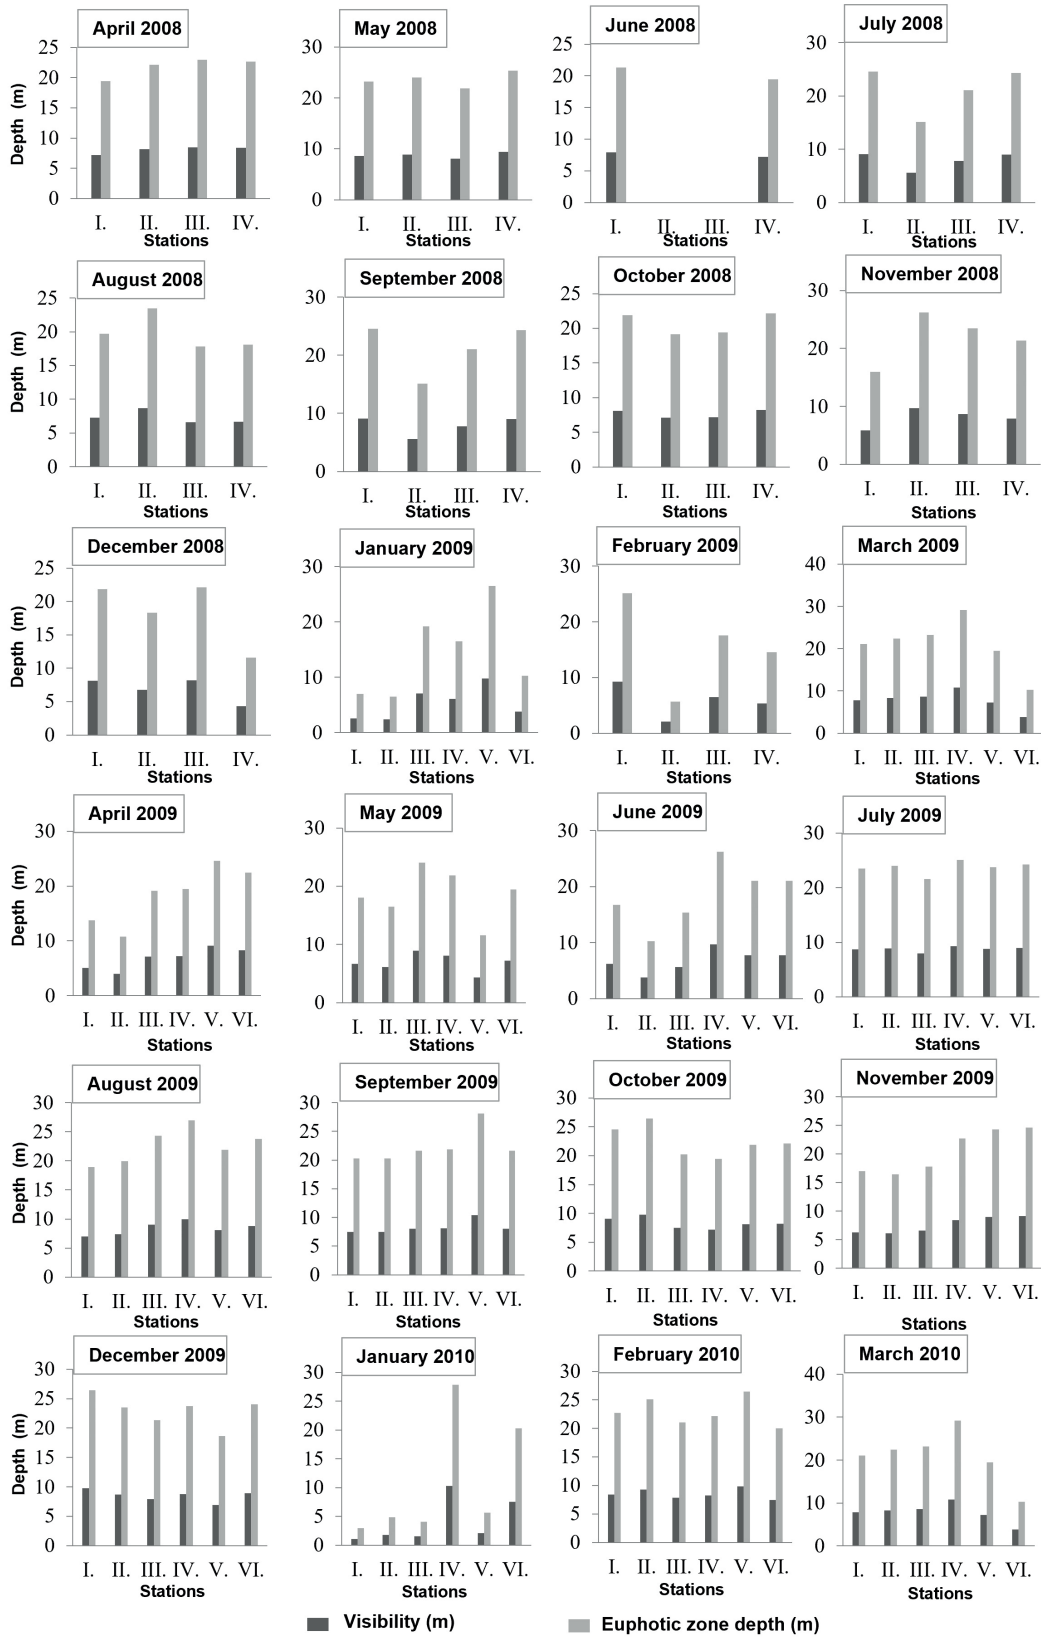 April 2008
May 2008
June 2008
July 2008
Depth (m)
25
20
15
10
5
0
I. II. III. IV.
Stations
30
20
10
0
I. II. III. IV.
Stations
25
20
15
10
5
0
I. II. III. IV.
Stations
30
20
10
0
I. II. III. IV.
Stations
August 2008
September 2008
October 2008
November 2008
Depth (m)
25
20
15
10
5
0
I. II. III. IV.
Stations
30
20
10
0
I. II. III. IV.
Stations
25
20
15
10
5
0
I. II. III. IV.
Stations
30
20
10
0
I. II. III. IV.
Stations
December 2008
January 2009
February 2009
March 2009
Depth (m)
25
20
15
10
5
0
I. II. III. IV.
Stations
30
20
10
0
I. II. III. IV. V. VI.
Stations
30
20
10
0
I. II. III. IV.
Stations
40
30
20
10
0
I. II. III. IV. V. VI.
Stations
April 2009
May 2009
June 2009
July 2009
Depth (m)
30
20
10
0
I. II. III. IV. V. VI.
Stations
30
20
10
0
I. II. III. IV. V. VI.
Stations
30
20
10
0
I. II. III. IV. V. VI.
Stations
30
20
10
0
I. II. III. IV. V. VI.
Stations
August 2009
September 2009
October 2009
November 2009
Depth (m)
30
25
20
15
10
5
0
I. II. III. IV. V. VI.
Stations
30
25
20
15
10
5
0
I. II. III. IV. V. VI.
Stations
30
25
20
15
10
5
0
I. II. III. IV. V. VI.
Stations
30
25
20
15
10
5
0
I. II. III. IV. V. VI.
Stations
December 2009
January 2010
February 2010
March 2010
Depth (m)
30
25
20
15
10
5
0
I. II. III. IV. V. VI.
Stations
30
25
20
15
10
5
0
I. II. III. IV. V. VI.
Stations
30
25
20
15
10
5
0
I. II. III. IV. V. VI.
Stations
40
30
20
10
0
I. II. III. IV. V. VI.
Stations
Visibility (m)
Euphotic zone depth (m)